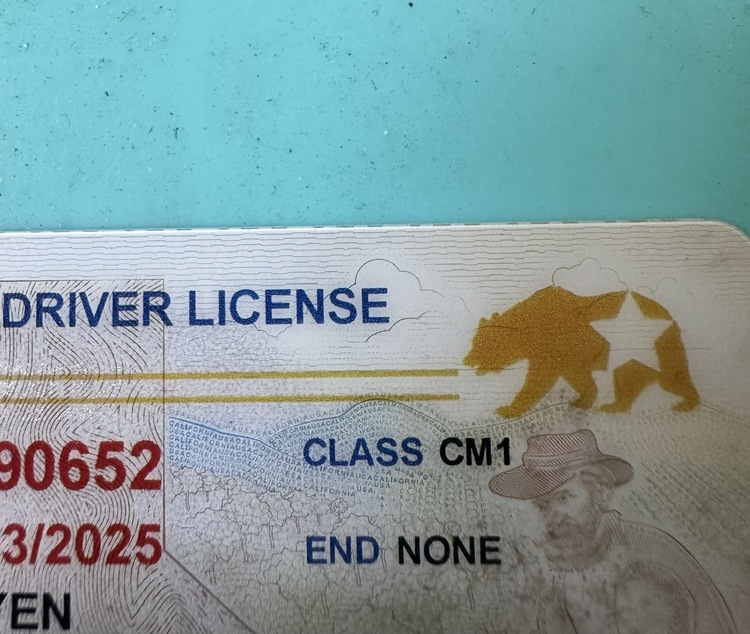 DRIVER LICENSE
90652
CLASS CM1
3/2025
END NONE
YEN